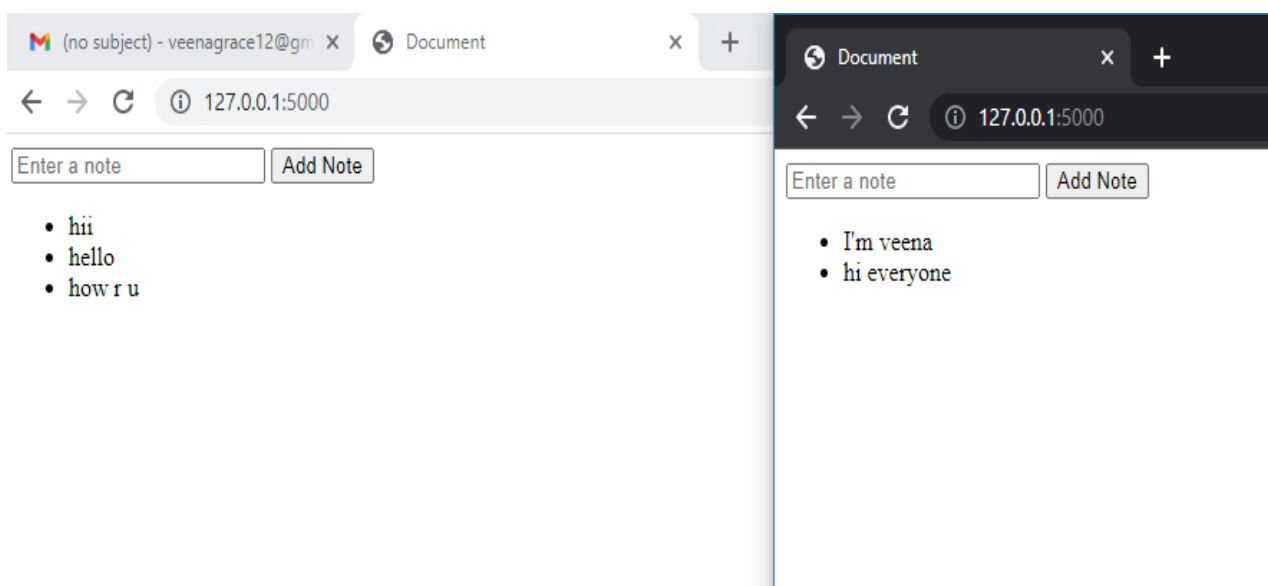 (no subject) - veenagrace12@gm
Document
127.0.0.1:5000
Enter a note
Add Note
hii
hello
how r u
Document
127.0.0.1:5000
Enter a note
Add Note
I'm veena
hi everyone